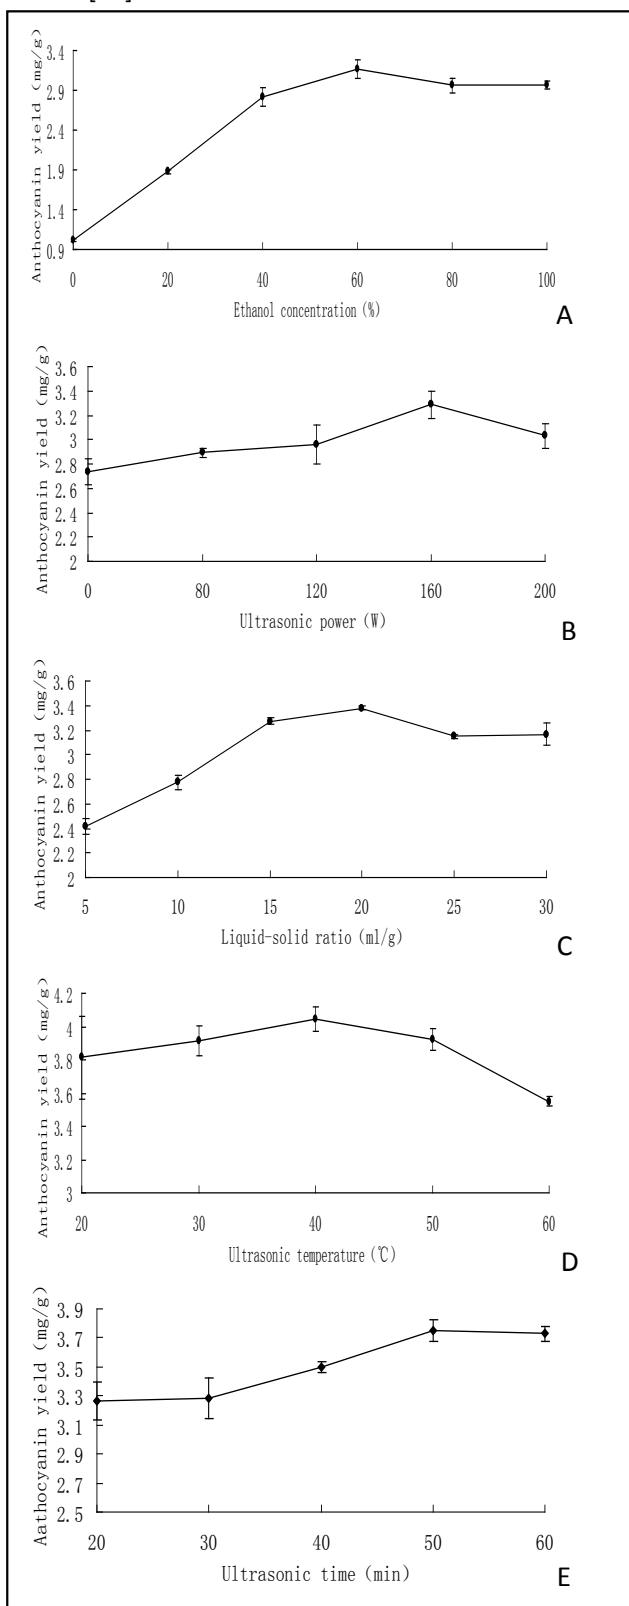 3.4
2.9
2.4
1.9
1.4
0.9
Anthocyanin yield (mg/g)
0 20 40 60 80 100
Ethanol concentration (%)
A
3.6
3.4
3.2
3
2.8
2.6
2.4
2.2
2
Anthocyanin yield (mg/g)
0 80 120 160 200
Ultrasonic power (W)
B
3.6
3.4
3.2
3
2.8
2.6
2.4
2.2
2
Anthocyanin yield (mg/g)
5 10 15 20 25 30
Liquid-solid ratio (ml/g)
C
4.2
4
3.8
3.6
3.4
3.2
3
Anthocyanin yield (mg/g)
20 30 40 50 60
Ultrasonic temperature (℃)
D
3.9
3.7
3.5
3.3
3.1
2.9
2.7
2.5
Aathocyanin yield (mg/g)
20 30 40 50 60
Ultrasonic time (min)
E